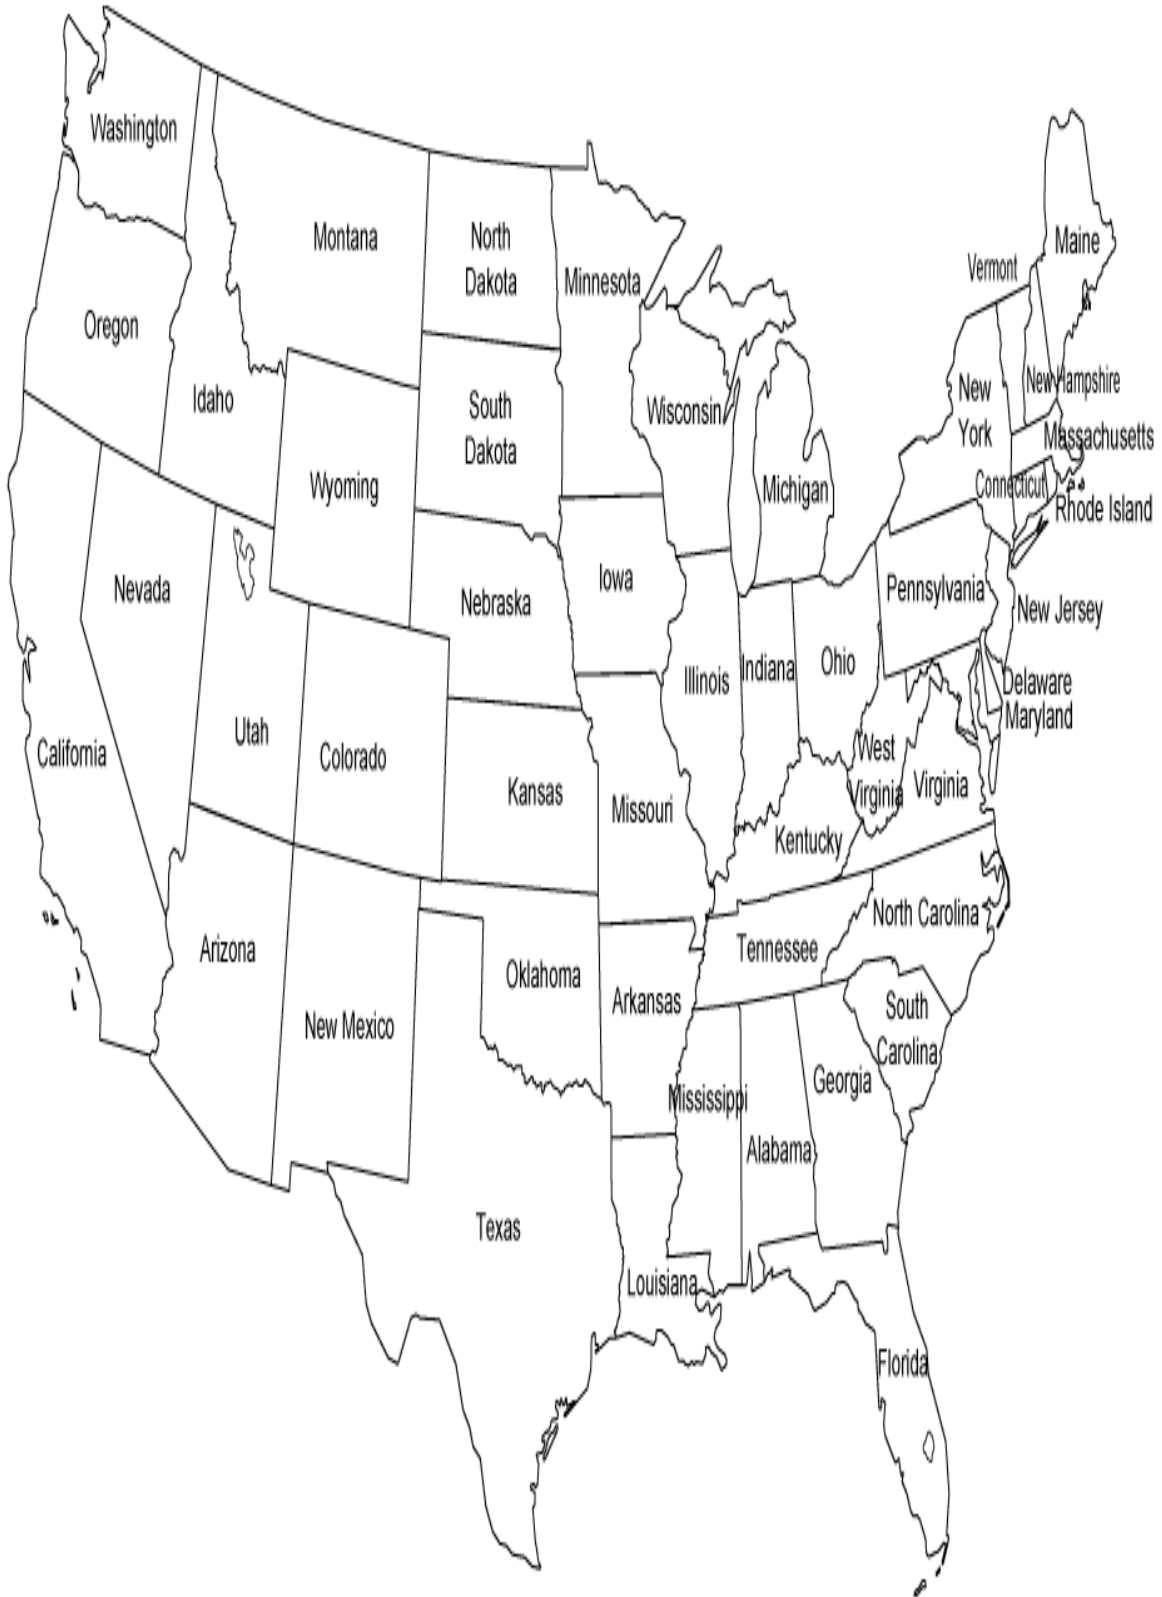 Washington
Montana
North
Dakota
Minnesota
Vermont
Maine
Oregon
Idaho
Wyoming
South
Dakota
Wisconsin
Michigan
New
York
New Hampshire
Massachusetts
Connecticut
Rhode Island
Nevada
Nebraska
Iowa
Pennsylvania
New Jersey
California
Utah
Colorado
Kansas
Missouri
Illinois
Indiana
Ohio
West
Virginia
Virginia
Delaware
Maryland
Kentucky
Arizona
New Mexico
Oklahoma
Arkansas
Tennessee
North Carolina
South
Carolina
Mississippi
Alabama
Georgia
Texas
Louisiana
Florida